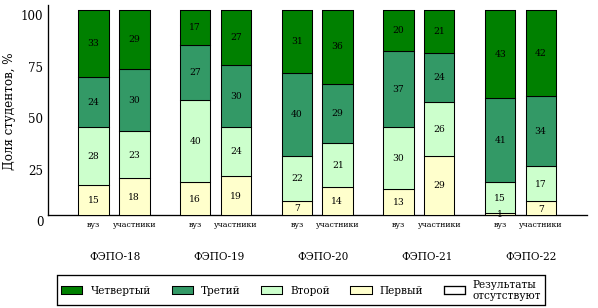 Доля студентов, %
100
75
50
25
0
33 29 17 27 31 36 20 21 43 42
24 30 27 30 40 29 37 24 41 34
28 23 40 24 22 21 30 26 15 17
15 18 16 19 7 14 13 29 1 7
вуз участники вуз участники вуз участники вуз участники вуз участники
ФЭПО-18 ФЭПО-19 ФЭПО-20 ФЭПО-21 ФЭПО-22
Четвертый Третий Второй Первый Результаты
отсутствуют